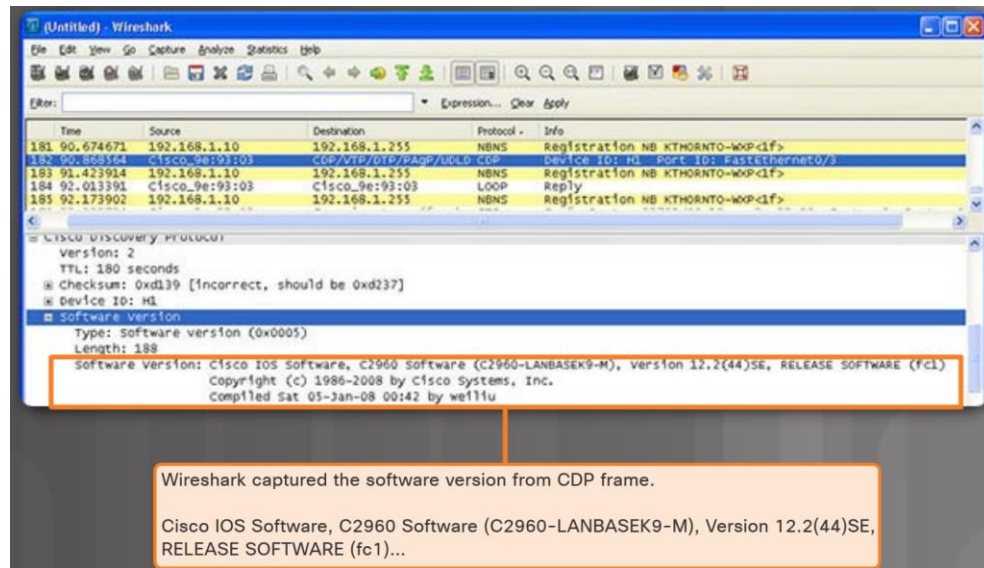 (Untitled) - Wireshark
File Edit View Go Capture Analyze Statistics Help
Filter: Expression... Clear Apply
Time Source Destination Protocol - Info
181 90.674671 192.168.1.10 192.168.1.255 NBNS Registration NB KTHORNTO-WXP<1f>
182 90.868564 Cisco_9e:93:03 CDP/VTP/DTP/PAgP/UDLD CDP Device ID: H1 Port ID: FastEthernet0/3
183 91.423914 192.168.1.10 192.168.1.255 NBNS Registration NB KTHORNTO-WXP<1f>
184 92.013391 Cisco_9e:93:03 Cisco_9e:93:03 LOOP Reply
185 92.173902 192.168.1.10 192.168.1.255 NBNS Registration NB KTHORNTO-WXP<1f>
Cisco Discovery Protocol
Version: 2
TTL: 180 seconds
Checksum: 0xd139 [incorrect, should be 0xd237]
Device ID: H1
Software Version
Type: Software version (0x0005)
Length: 188
Software Version: Cisco IOS Software, C2960 Software (C2960-LANBASEK9-M), Version 12.2(44)SE, RELEASE SOFTWARE (fc1)
Copyright (c) 1986-2008 by Cisco Systems, Inc.
Compiled Sat 05-Jan-08 00:42 by weiliu
Wireshark captured the software version from CDP frame.
Cisco IOS Software, C2960 Software (C2960-LANBASEK9-M), Version 12.2(44)SE,
RELEASE SOFTWARE (fc1)...